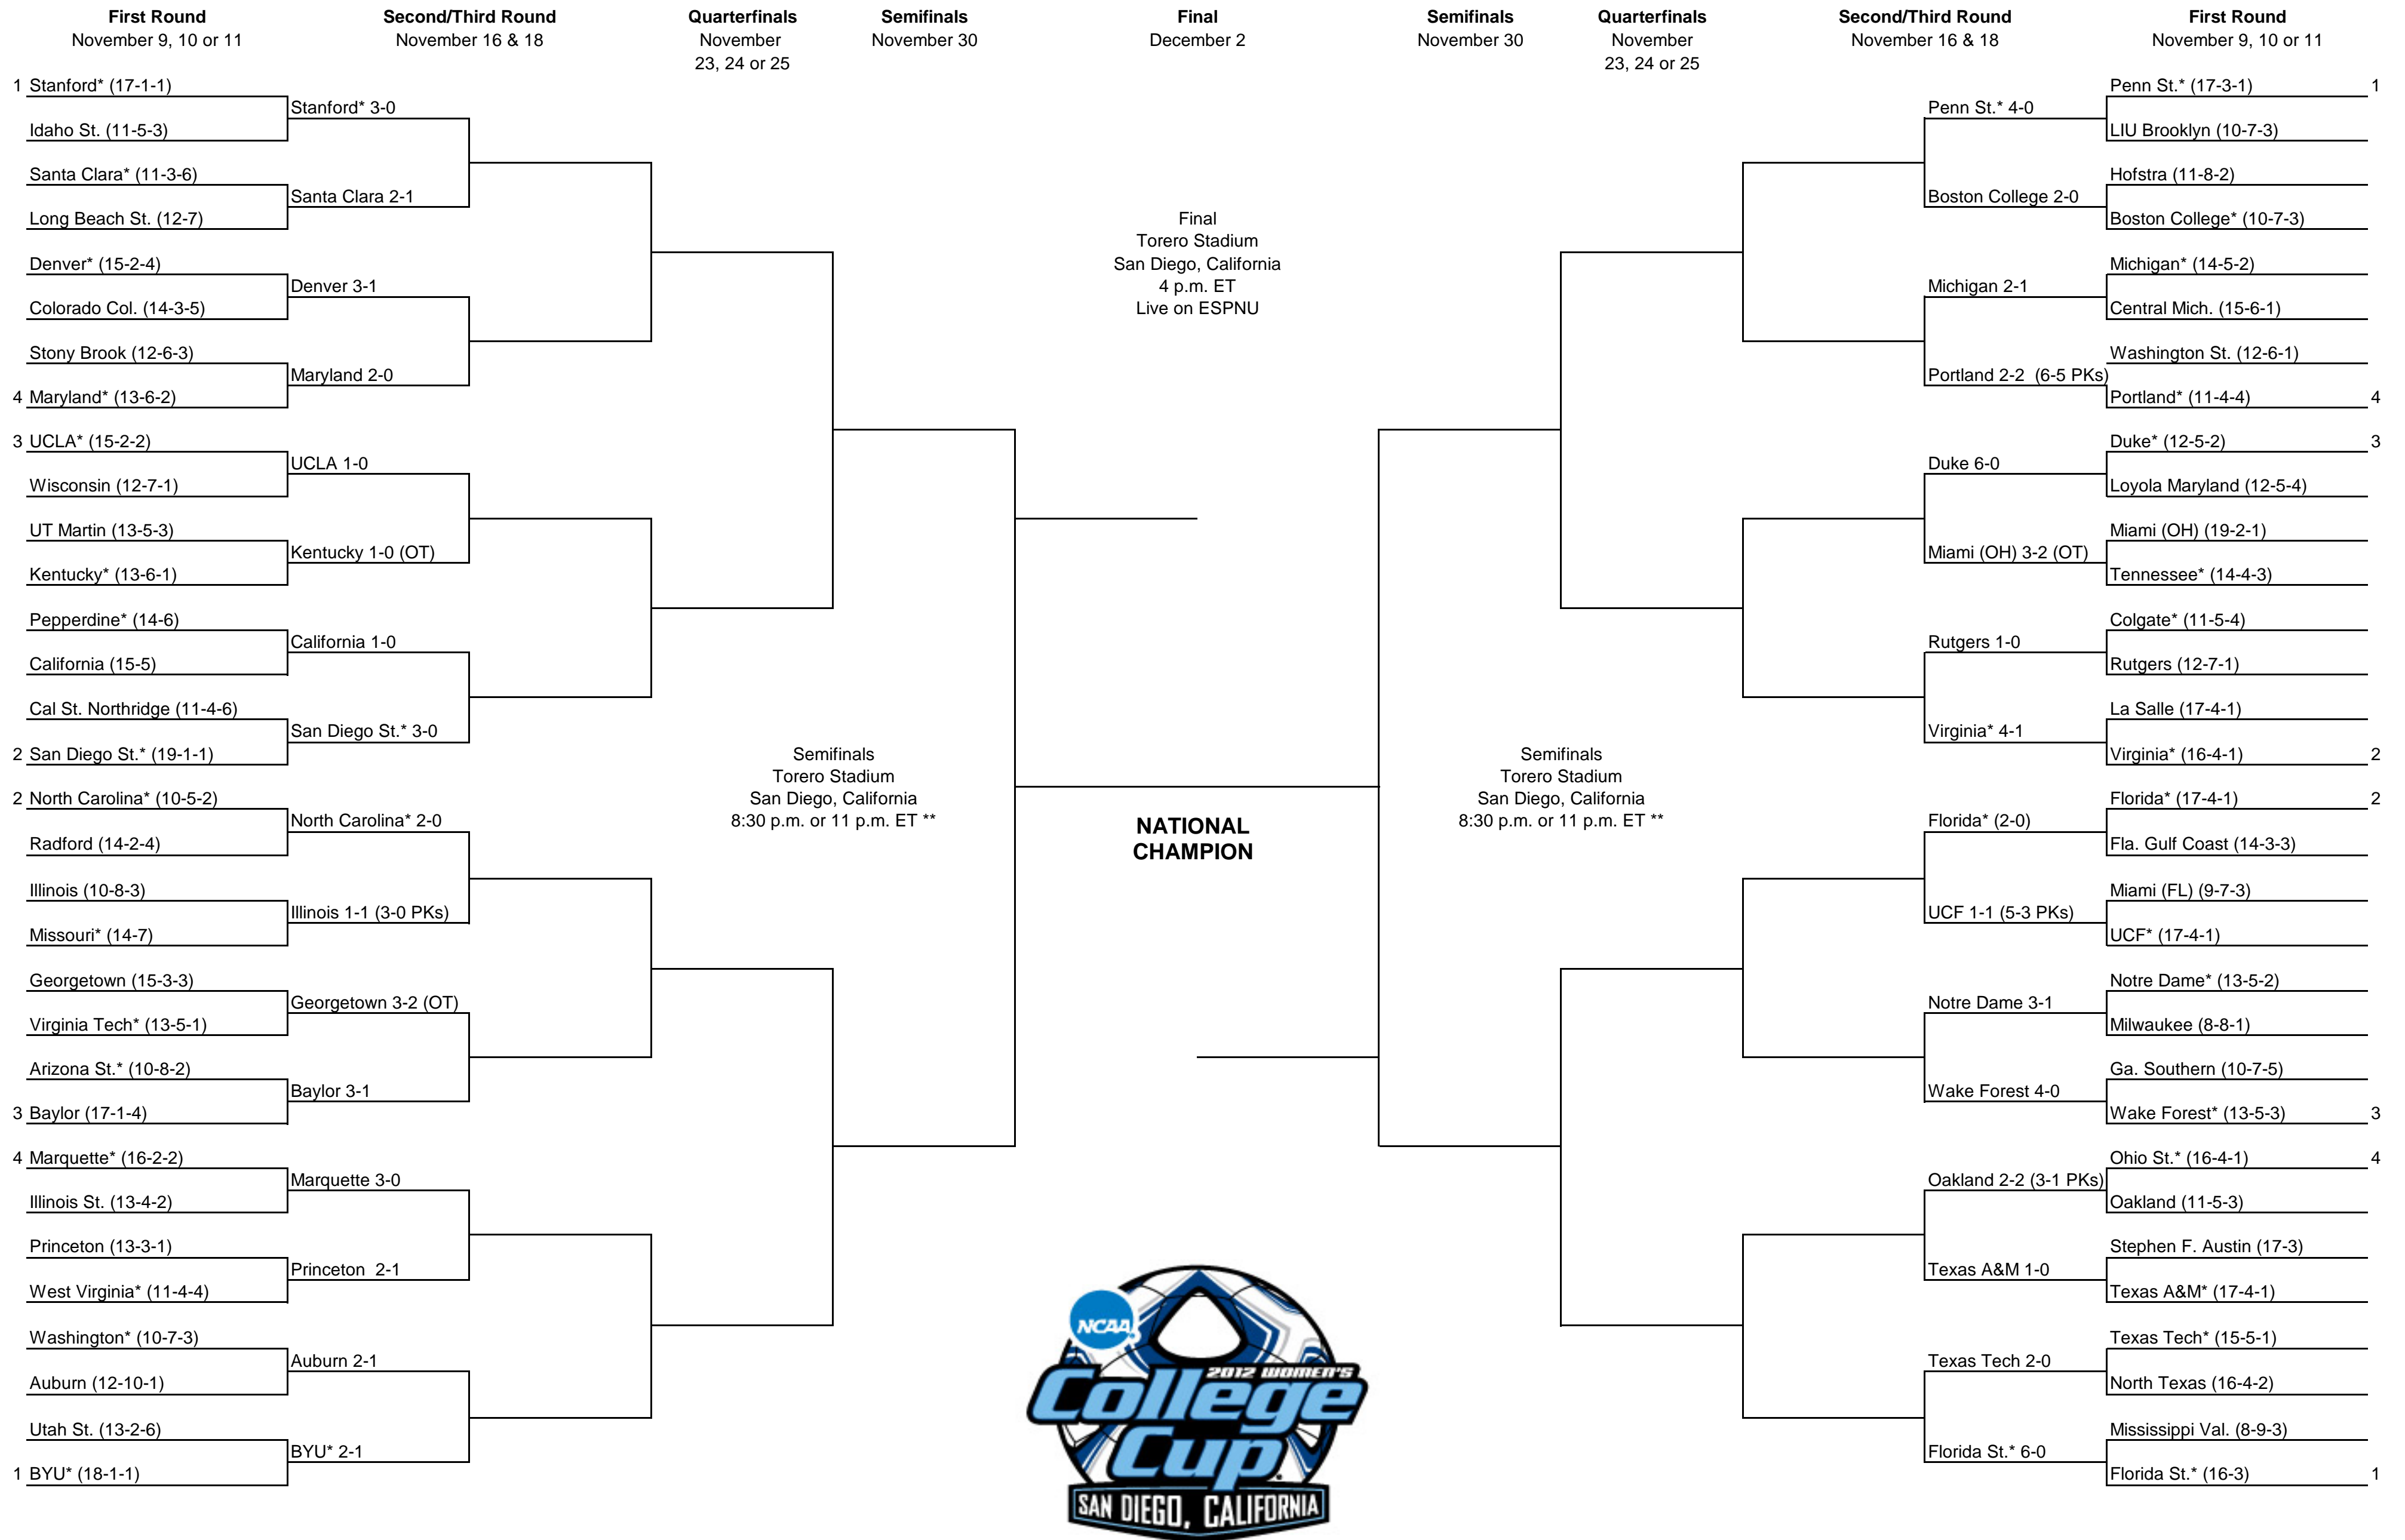 First Round
November 9, 10 or 11
Second/Third Round
November 16 & 18
Quarterfinals
November
23, 24 or 25
Semifinals
November 30
Final
December 2
Semifinals
November 30
Quarterfinals
November
23, 24 or 25
Second/Third Round
November 16 & 18
First Round
November 9, 10 or 11
1 Stanford* (17-1-1)
Idaho St. (11-5-3)
Santa Clara* (11-3-6)
Long Beach St. (12-7)
Denver* (15-2-4)
Colorado Col. (14-3-5)
Stony Brook (12-6-3)
4 Maryland* (13-6-2)
3 UCLA* (15-2-2)
Wisconsin (12-7-1)
UT Martin (13-5-3)
Kentucky* (13-6-1)
Pepperdine* (14-6)
California (15-5)
Cal St. Northridge (11-4-6)
2 San Diego St.* (19-1-1)
2 North Carolina* (10-5-2)
Radford (14-2-4)
Illinois (10-8-3)
Missouri* (14-7)
Georgetown (15-3-3)
Virginia Tech* (13-5-1)
Arizona St.* (10-8-2)
3 Baylor (17-1-4)
4 Marquette* (16-2-2)
Illinois St. (13-4-2)
Princeton (13-3-1)
West Virginia* (11-4-4)
Washington* (10-7-3)
Auburn (12-10-1)
Utah St. (13-2-6)
1 BYU* (18-1-1)
Stanford* 3-0
Santa Clara 2-1
Denver 3-1
Maryland 2-0
UCLA 1-0
Kentucky 1-0 (OT)
California 1-0
San Diego St.* 3-0
North Carolina* 2-0
Illinois 1-1 (3-0 PKs)
Georgetown 3-2 (OT)
Baylor 3-1
Marquette 3-0
Princeton 2-1
Auburn 2-1
BYU* 2-1
Semifinals
Torero Stadium
San Diego, California
8:30 p.m. or 11 p.m. ET **
Final
Torero Stadium
San Diego, California
4 p.m. ET
Live on ESPNU
NATIONAL
CHAMPION
NCAA
2012 WOMEN'S
College
Cup
SAN DIEGO, CALIFORNIA
Semifinals
Torero Stadium
San Diego, California
8:30 p.m. or 11 p.m. ET **
Penn St.* 4-0
Boston College 2-0
Michigan 2-1
Portland 2-2 (6-5 PKs)
Duke 6-0
Miami (OH) 3-2 (OT)
Rutgers 1-0
Virginia* 4-1
Florida* (2-0)
UCF 1-1 (5-3 PKs)
Notre Dame 3-1
Wake Forest 4-0
Oakland 2-2 (3-1 PKs)
Texas A&M 1-0
Texas Tech 2-0
Florida St.* 6-0
Penn St.* (17-3-1) 1
LIU Brooklyn (10-7-3)
Hofstra (11-8-2)
Boston College* (10-7-3)
Michigan* (14-5-2)
Central Mich. (15-6-1)
Washington St. (12-6-1)
Portland* (11-4-4) 4
Duke* (12-5-2) 3
Loyola Maryland (12-5-4)
Miami (OH) (19-2-1)
Tennessee* (14-4-3)
Colgate* (11-5-4)
Rutgers (12-7-1)
La Salle (17-4-1)
Virginia* (16-4-1) 2
Florida* (17-4-1) 2
Fla. Gulf Coast (14-3-3)
Miami (FL) (9-7-3)
UCF* (17-4-1)
Notre Dame* (13-5-2)
Milwaukee (8-8-1)
Ga. Southern (10-7-5)
Wake Forest* (13-5-3) 3
Ohio St.* (16-4-1) 4
Oakland (11-5-3)
Stephen F. Austin (17-3)
Texas A&M* (17-4-1)
Texas Tech* (15-5-1)
North Texas (16-4-2)
Mississippi Val. (8-9-3)
Florida St.* (16-3) 1